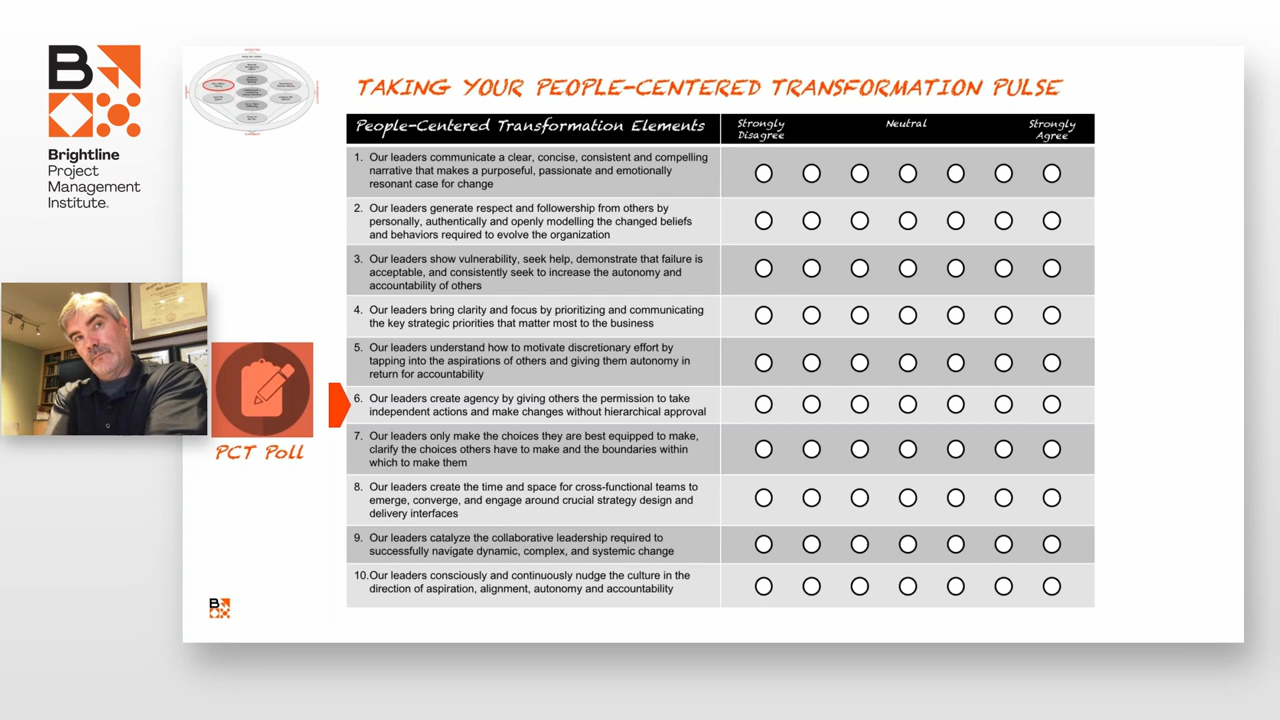 B
Brightline
Project
Management
Institute.
TAKING YOUR PEOPLE-CENTERED TRANSFORMATION PULSE
People-Centered Transformation Elements
Strongly
Disagree
Neutral
Strongly
Agree
1. Our leaders communicate a clear, concise, consistent and compelling
narrative that makes a purposeful, passionate and emotionally
resonant case for change
2. Our leaders generate respect and followership from others by
personally, authentically and openly modelling the changed beliefs
and behaviors required to evolve the organization
3. Our leaders show vulnerability, seek help, demonstrate that failure is
acceptable, and consistently seek to increase the autonomy and
accountability of others
4. Our leaders bring clarity and focus by prioritizing and communicating
the key strategic priorities that matter most to the business
5. Our leaders understand how to motivate discretionary effort by
tapping into the aspirations of others and giving them autonomy in
return for accountability
6. Our leaders create agency by giving others the permission to take
independent actions and make changes without hierarchical approval
7. Our leaders only make the choices they are best equipped to make,
clarify the choices others have to make and the boundaries within
which to make them
8. Our leaders create the time and space for cross-functional teams to
emerge, converge, and engage around crucial strategy design and
delivery interfaces
9. Our leaders catalyze the collaborative leadership required to
successfully navigate dynamic, complex, and systemic change
10.Our leaders consciously and continuously nudge the culture in the
direction of aspiration, alignment, autonomy and accountability
PCT Poll
B